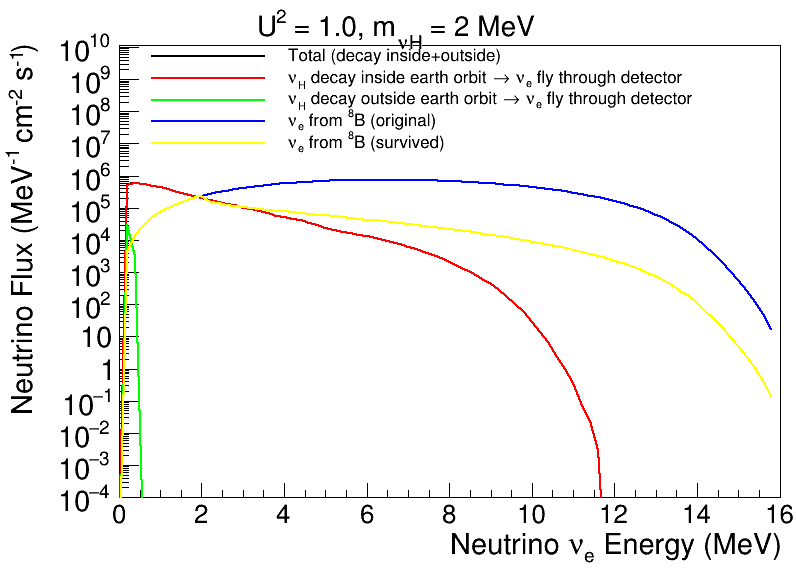 U² = 1.0, m_νH = 2 MeV
Total (decay inside+outside)
ν_H decay inside earth orbit → ν_e fly through detector
ν_H decay outside earth orbit → ν_e fly through detector
ν_e from ⁸B (original)
ν_e from ⁸B (survived)
Neutrino Flux (MeV⁻¹ cm⁻² s⁻¹)
10¹⁰
10⁹
10⁸
10⁷
10⁶
10⁵
10⁴
10³
10²
10
1
10⁻¹
10⁻²
10⁻³
10⁻⁴
0 2 4 6 8 10 12 14 16
Neutrino ν_e Energy (MeV)